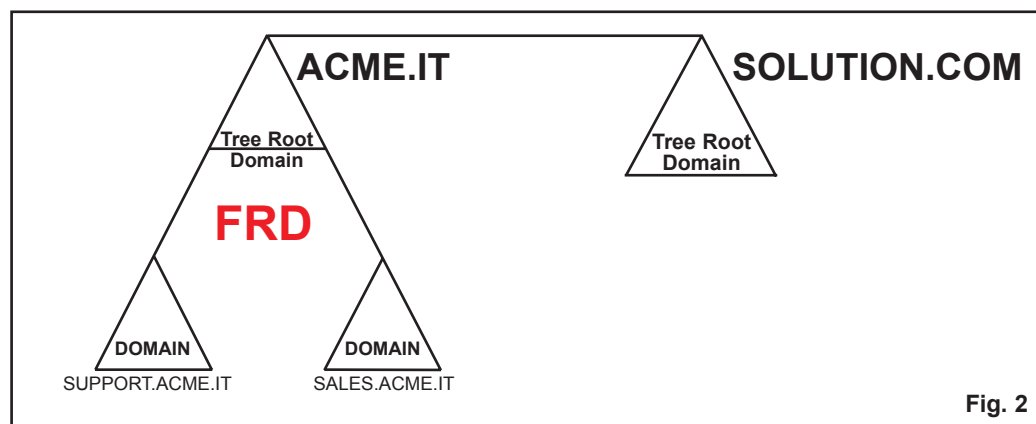 ACME.IT
SOLUTION.COM
Tree Root
Domain
Tree Root
Domain
FRD
DOMAIN
DOMAIN
SUPPORT.ACME.IT
SALES.ACME.IT
Fig. 2